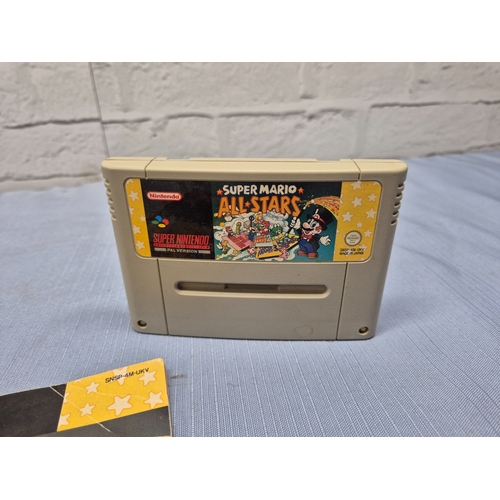 Nintendo
SUPER MARIO
ALL★STARS
SUPER NINTENDO
PAL VERSION
MADE IN JAPAN
SNSP-4M-UKV